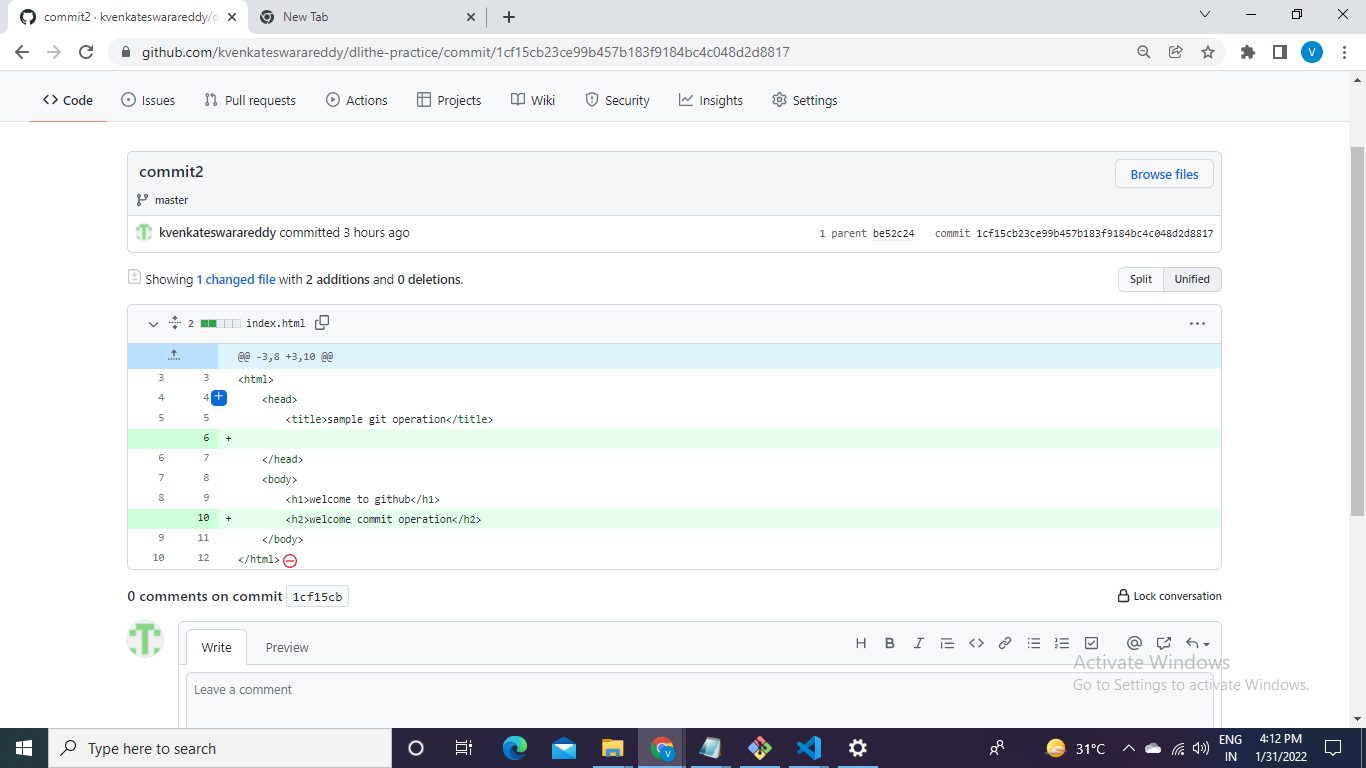 commit2 · kvenkateswarareddy/d
New Tab
github.com/kvenkateswarareddy/dlithe-practice/commit/1cf15cb23ce99b457b183f9184bc4c048d2d8817
V
<> Code Issues Pull requests Actions Projects Wiki Security Insights Settings
commit2
Browse files
master
kvenkateswarareddy committed 3 hours ago 1 parent be52c24 commit 1cf15cb23ce99b457b183f9184bc4c048d2d8817
Showing 1 changed file with 2 additions and 0 deletions.
Split Unified
2 index.html
@@ -3,8 +3,10 @@
3 3 <html>
4 4 <head>
5 5 <title>sample git operation</title>
6 +
6 7 </head>
7 8 <body>
8 9 <h1>welcome to github</h1>
10 + <h2>welcome commit operation</h2>
9 11 </body>
10 12 </html>
0 comments on commit 1cf15cb
Lock conversation
Write Preview
Activate Windows
Go to Settings to activate Windows.
Leave a comment
Type here to search
31°C
ENG
IN
4:12 PM
1/31/2022